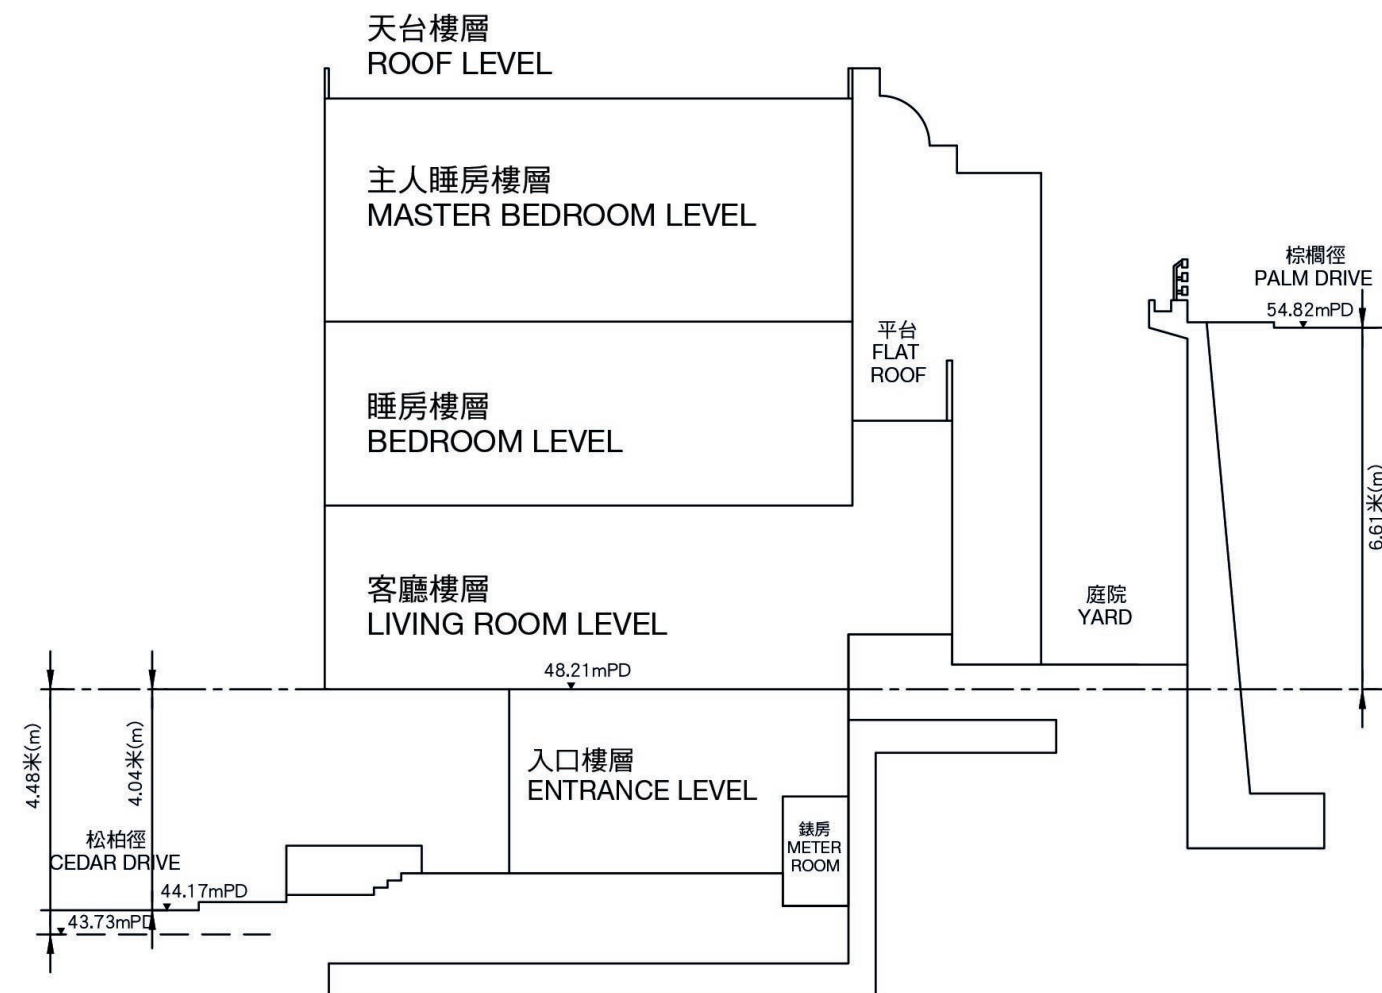 天台樓層
ROOF LEVEL
主人睡房樓層
MASTER BEDROOM LEVEL
棕櫚徑
PALM DRIVE
54.82mPD
平台
FLAT
ROOF
睡房樓層
BEDROOM LEVEL
6.61米(m)
客廳樓層
LIVING ROOM LEVEL
庭院
YARD
48.21mPD
4.48米(m)
4.04米(m)
入口樓層
ENTRANCE LEVEL
錶房
METER
ROOM
松柏徑
CEDAR DRIVE
44.17mPD
43.73mPD